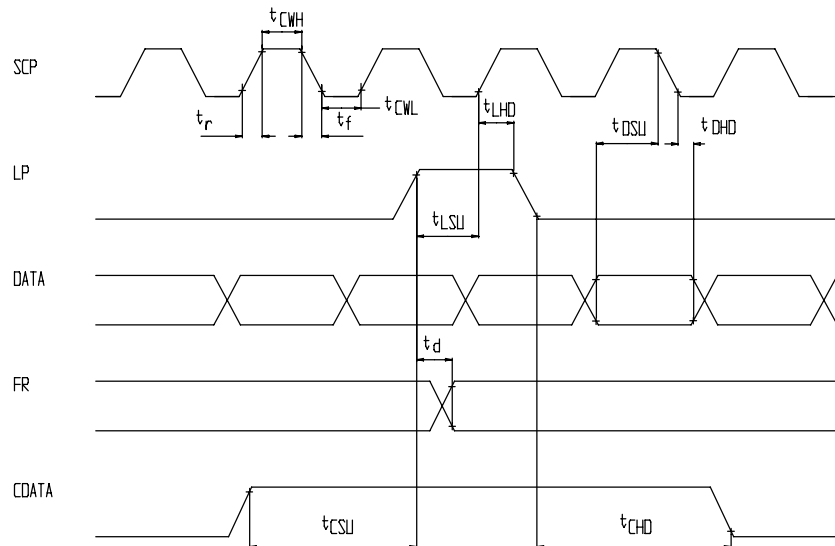 tCWH
SCP
tr
tf
tCWL
tLHD
tDSU
tDHD
LP
tLSU
DATA
td
FR
CDATA
tCSU
tCHD